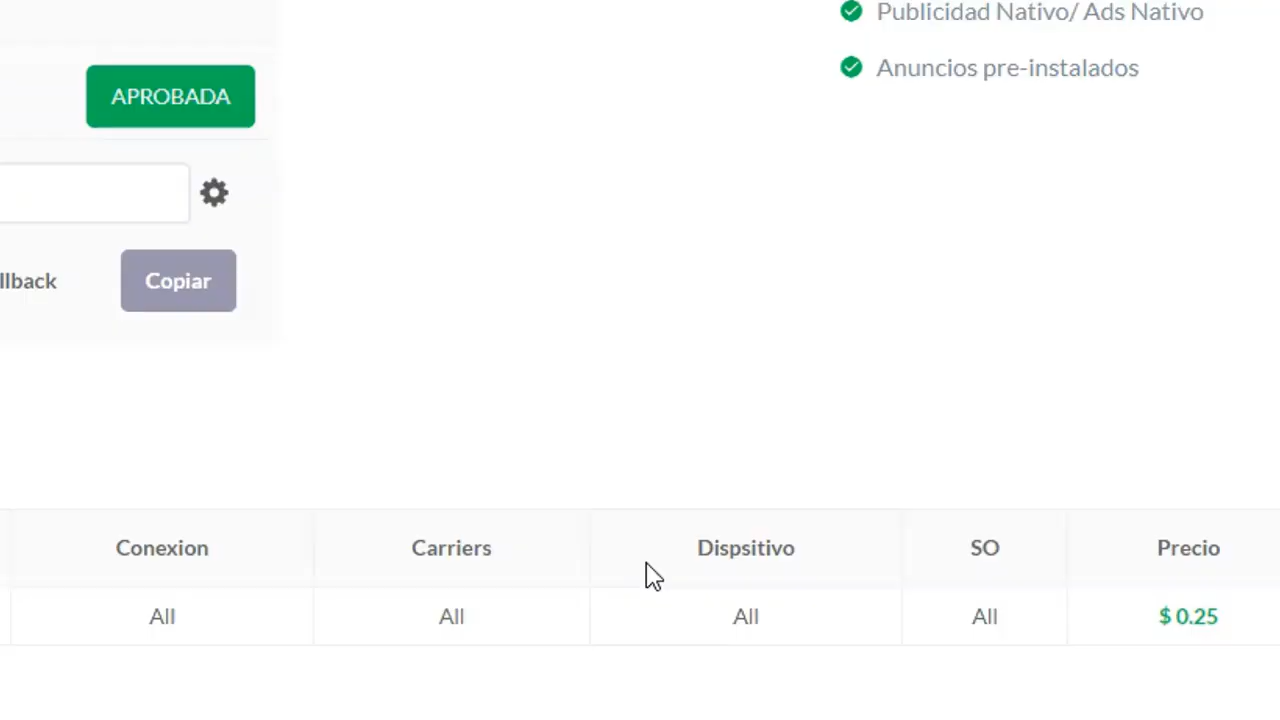 Publicidad Nativo/ Ads Nativo
Anuncios pre-instalados
APROBADA
llback
Copiar
Conexion Carriers Dispsitivo SO Precio
All All All All $ 0.25